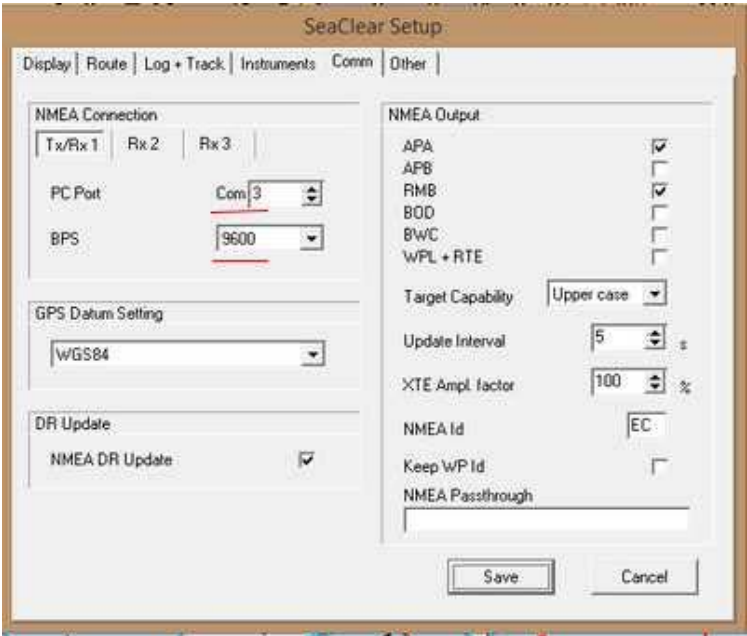 SeaClear Setup
Display Route Log + Track Instruments Comm Other
NMEA Connection
Tx/Rx 1 Rx 2 Rx 3
PC Port Com 3
BPS 9600
GPS Datum Setting
WGS84
DR Update
NMEA DR Update
NMEA Output
APA
APB
RMB
BOD
BWC
WPL + RTE
Target Capability Upper case
Update Interval 5 s
XTE Ampl. factor 100 %
NMEA Id EC
Keep WP Id
NMEA Passthrough
Save Cancel